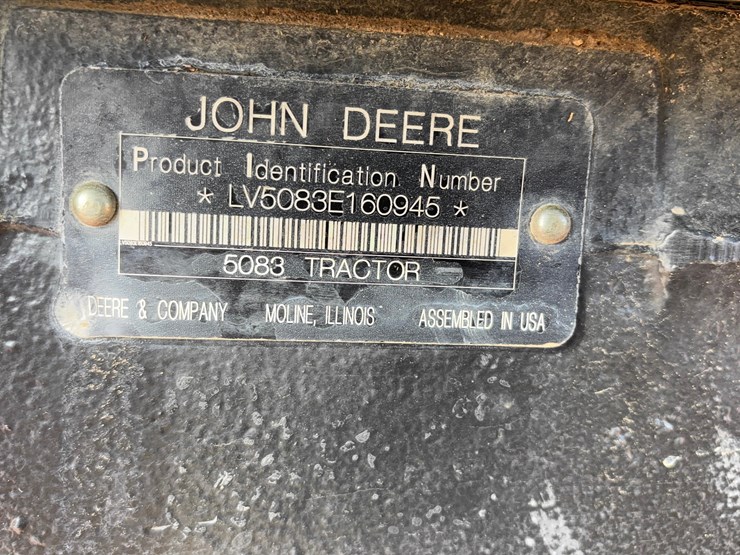 JOHN DEERE
Product Identification Number
* LV5083E160945 *
5083 TRACTOR
DEERE & COMPANY MOLINE, ILLINOIS ASSEMBLED IN USA